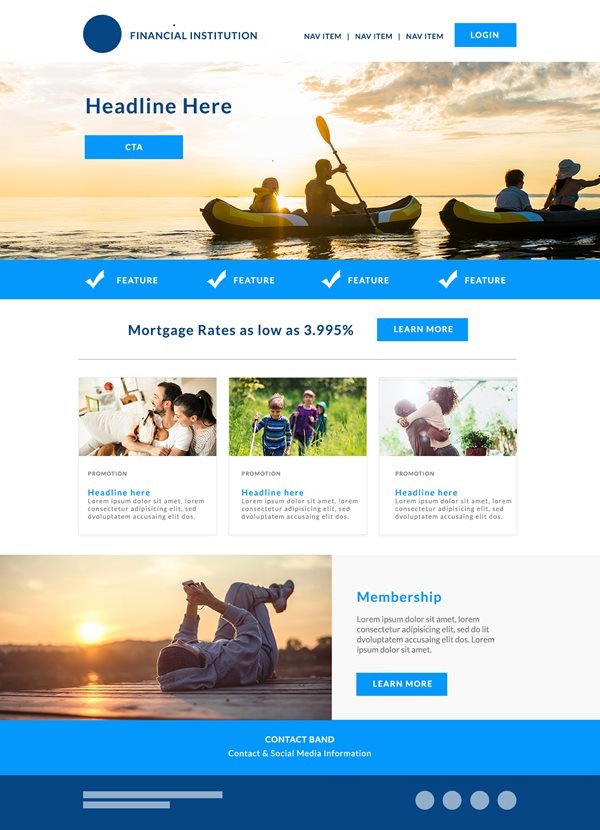 FINANCIAL INSTITUTION
NAV ITEM | NAV ITEM | NAV ITEM
LOGIN
Headline Here
CTA
FEATURE
FEATURE
FEATURE
FEATURE
Mortgage Rates as low as 3.995%
LEARN MORE
PROMOTION
Headline here
Lorem ipsum dolor sit amet, lorem
consectetur adipisicing elit, sed
dvoluptatem accusing elit dos.
PROMOTION
Headline here
Lorem ipsum dolor sit amet, lorem
consectetur adipisicing elit, sed
dvoluptatem accusing elit dos.
PROMOTION
Headline here
Lorem ipsum dolor sit amet, lorem
consectetur adipisicing elit, sed
dvoluptatem accusing elit dos.
Membership
Lorem ipsum dolor sit amet, lorem
consectetur adipisicing elit, sed do lit
dvoluptatem accusing elit dos. lorem
ipsum dolor sit amet.
LEARN MORE
CONTACT BAND
Contact & Social Media Information